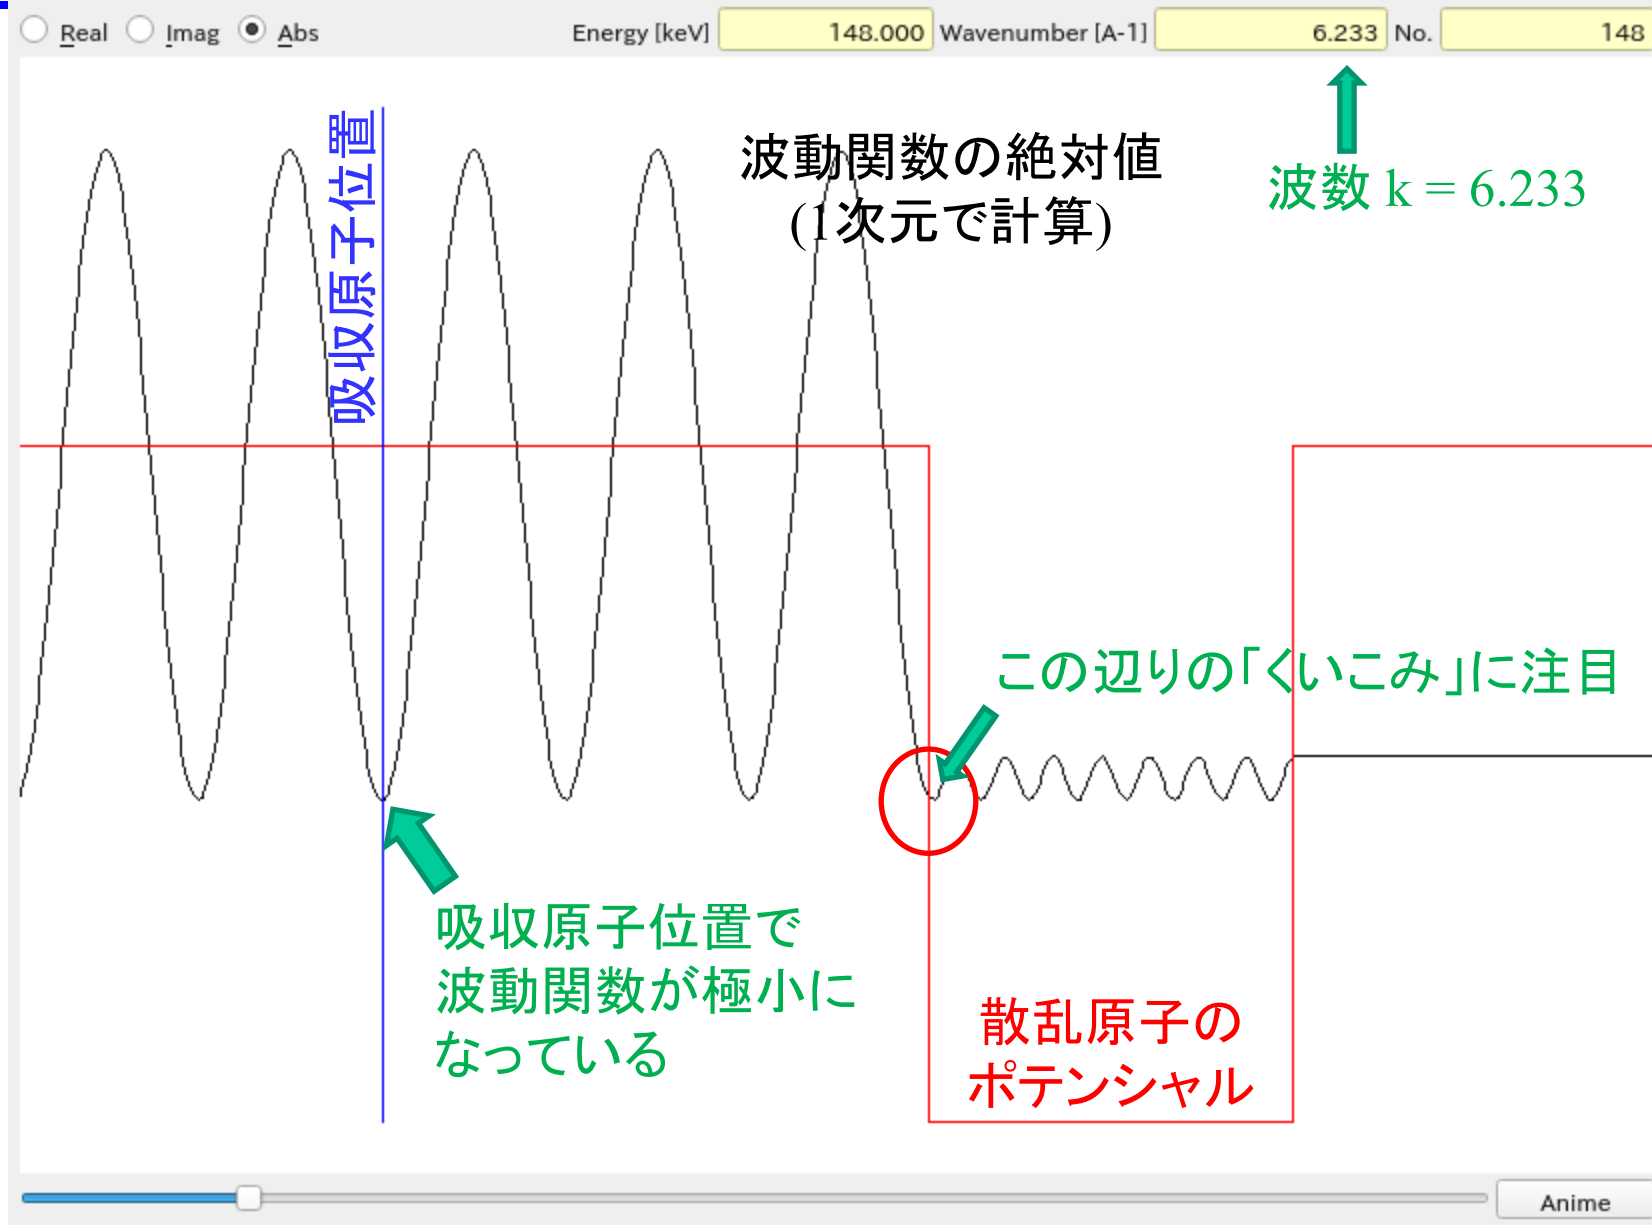 Real Imag Abs Energy [keV] 148.000 Wavenumber [A-1] 6.233 No. 148
吸収原子位置
波動関数の絶対値
(1次元で計算)
波数 k = 6.233
この辺りの「くいこみ」に注目
吸収原子位置で
波動関数が極小に
なっている
散乱原子の
ポテンシャル
Anime